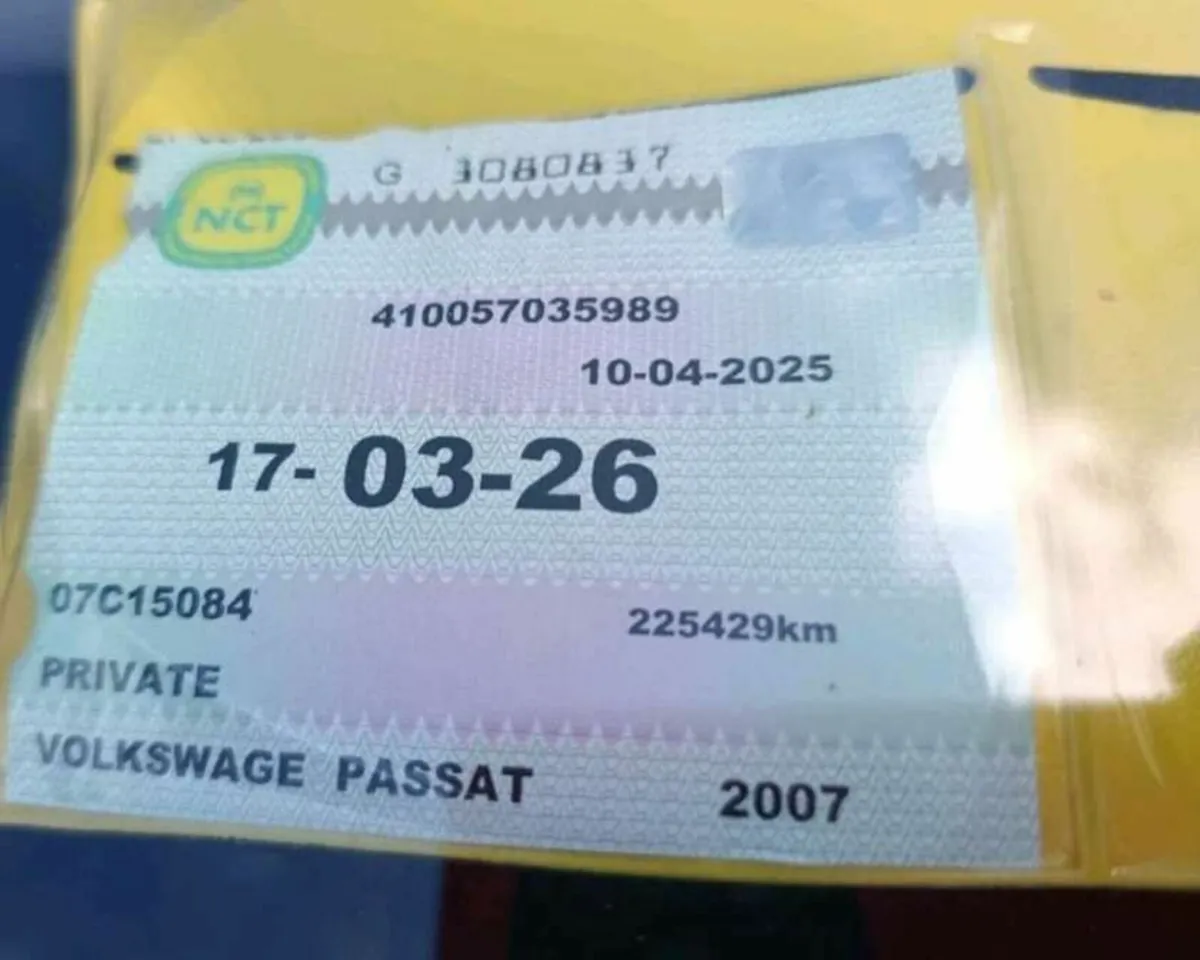 G 3080837
NCT
410057035989
10-04-2025
17- 03-26
07C15084
225429km
PRIVATE
VOLKSWAGE PASSAT 2007